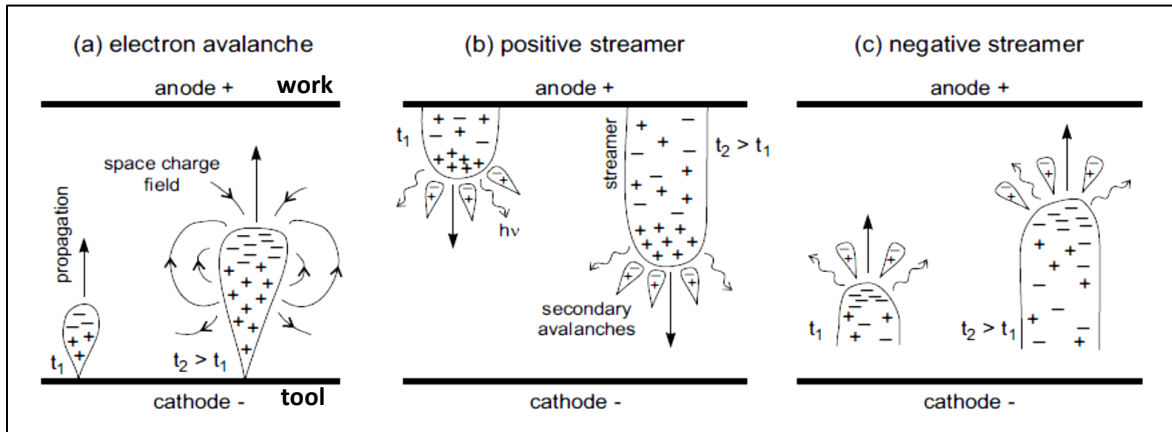 (a) electron avalanche
anode + work
space charge
field
propagation
t1
t2 > t1
cathode - tool
(b) positive streamer
anode +
t1
streamer
t2 > t1
hν
secondary
avalanches
cathode -
(c) negative streamer
anode +
t1
t2 > t1
cathode -